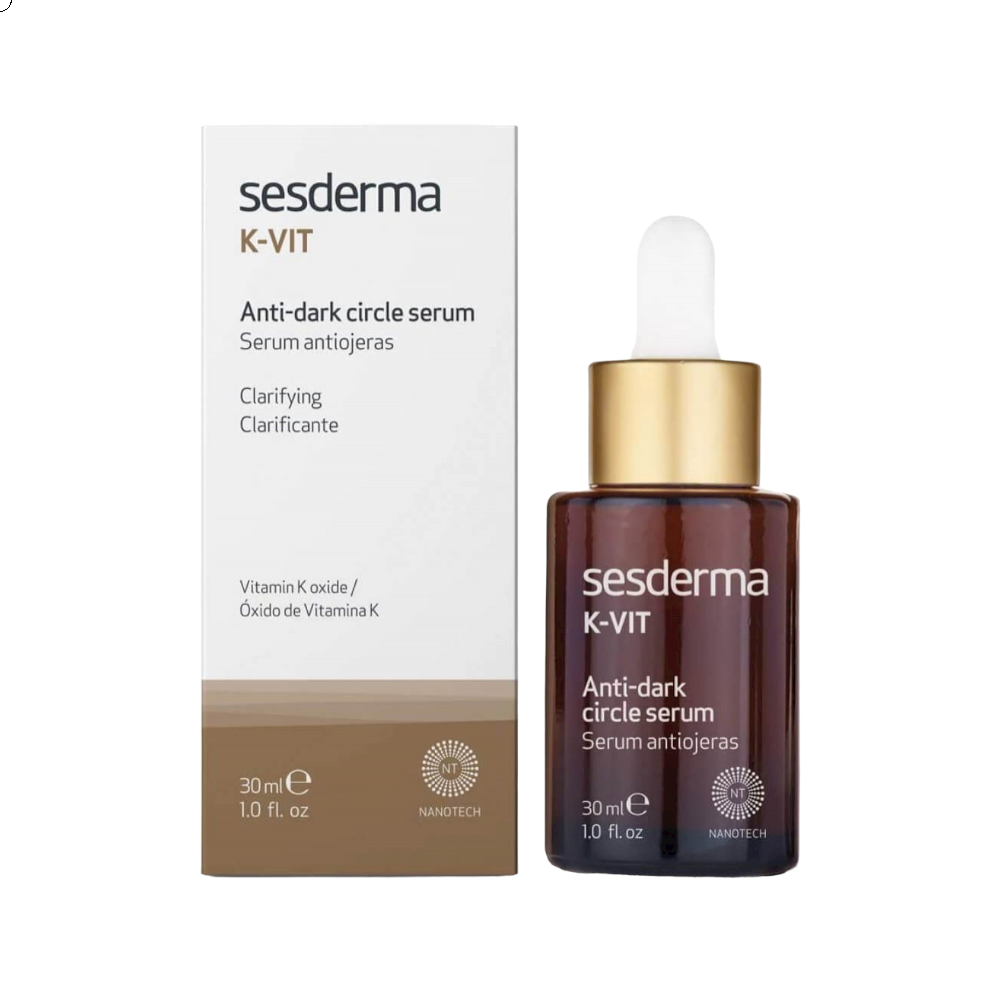 sesderma
K-VIT
Anti-dark circle serum
Serum antiojeras
Clarifying
Clarificante
Vitamin K oxide /
Óxido de Vitamina K
30 ml℮
1.0 fl. oz
NT
NANOTECH
sesderma
K-VIT
Anti-dark
circle serum
Serum antiojeras
30 ml℮
1.0 fl. oz
NT
NANOTECH